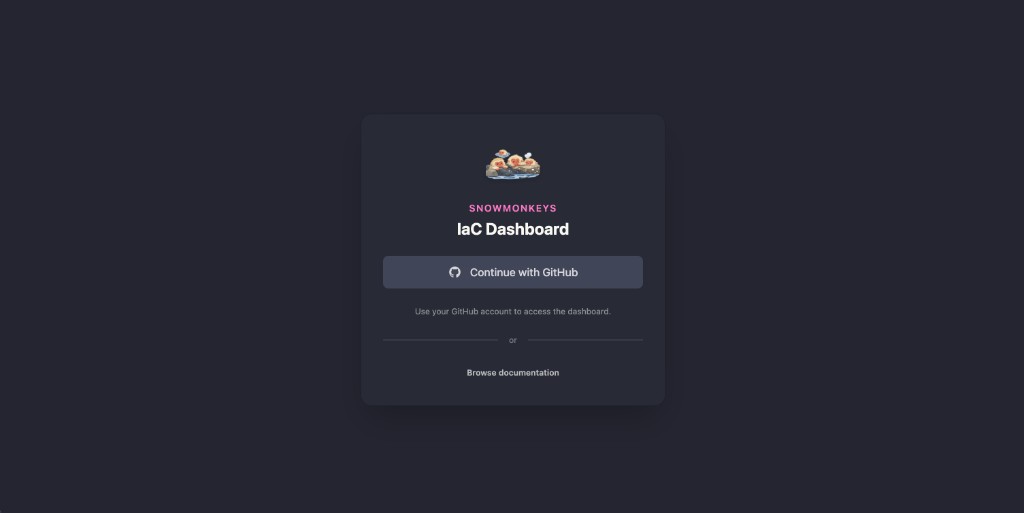 SNOWMONKEYS
IaC Dashboard
Continue with GitHub
Use your GitHub account to access the dashboard.
or
Browse documentation